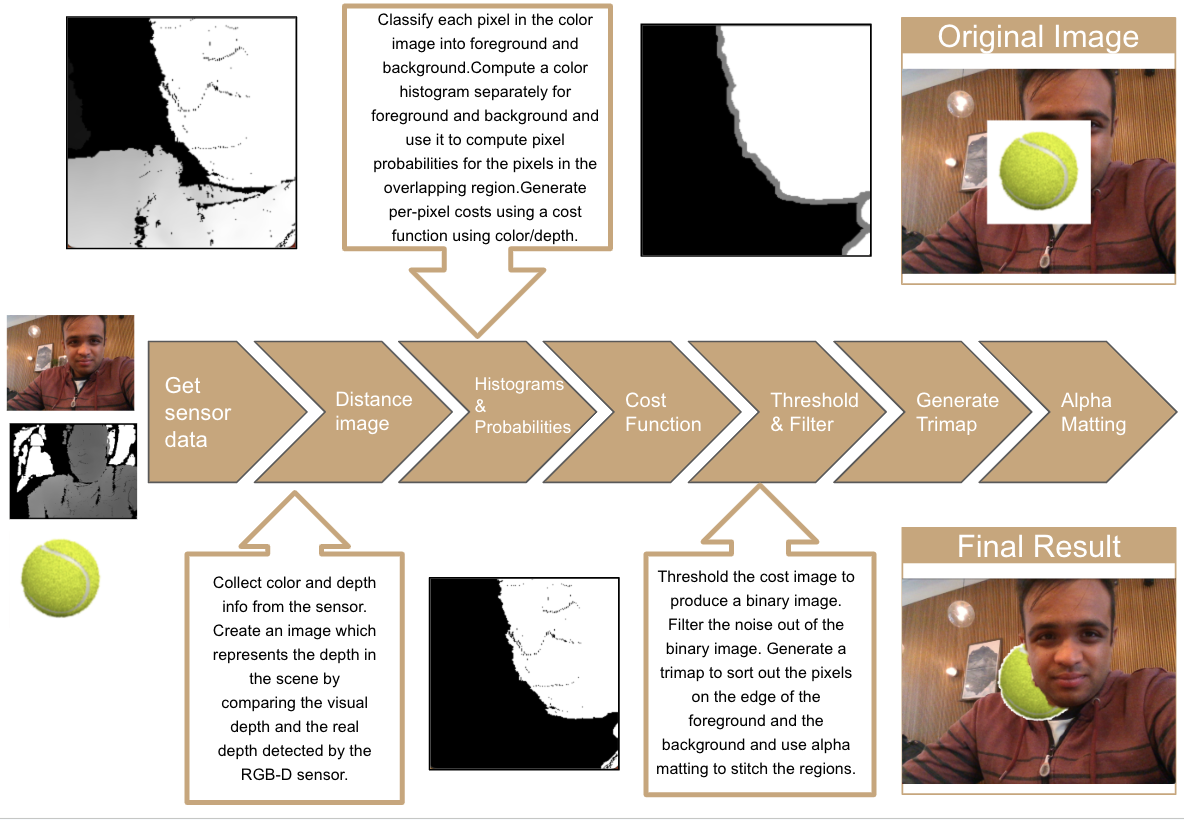 Classify each pixel in the color
image into foreground and
background.Compute a color
histogram separately for
foreground and background and
use it to compute pixel
probabilities for the pixels in the
overlapping region.Generate
per-pixel costs using a cost
function using color/depth.
Original Image
Get
sensor
data
Distance
image
Histograms
&
Probabilities
Cost
Function
Threshold
& Filter
Generate
Trimap
Alpha
Matting
Collect color and depth
info from the sensor.
Create an image which
represents the depth in
the scene by
comparing the visual
depth and the real
depth detected by the
RGB-D sensor.
Threshold the cost image to
produce a binary image.
Filter the noise out of the
binary image. Generate a
trimap to sort out the pixels
on the edge of the
foreground and the
background and use alpha
matting to stitch the regions.
Final Result